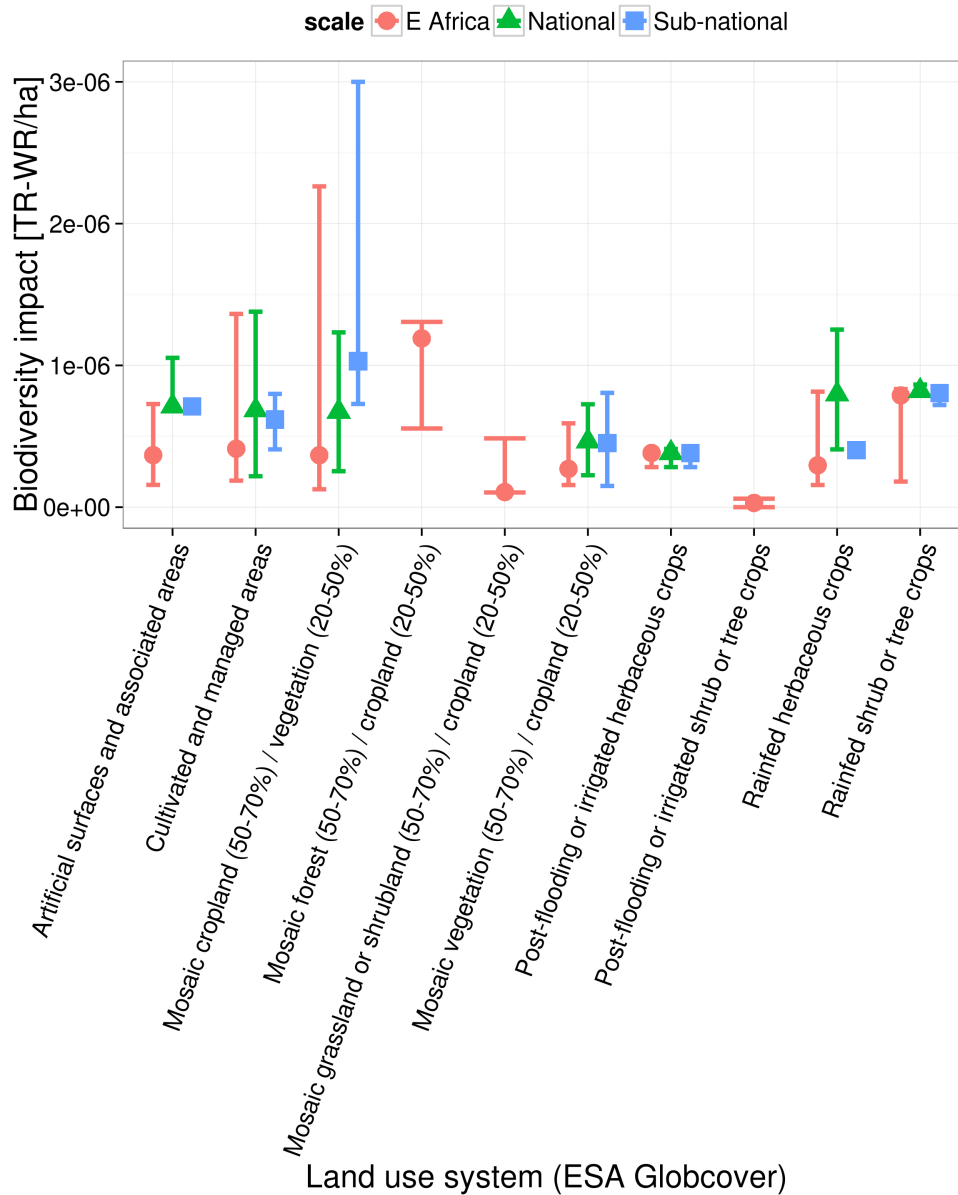 scale E Africa National Sub-national
Biodiversity impact [TR-WR/ha]
3e-06
2e-06
1e-06
0e+00
Artificial surfaces and associated areas
Cultivated and managed areas
Mosaic cropland (50-70%) / vegetation (20-50%)
Mosaic forest (50-70%) / cropland (20-50%)
Mosaic grassland or shrubland (50-70%) / cropland (20-50%)
Mosaic vegetation (50-70%) / cropland (20-50%)
Post-flooding or irrigated herbaceous crops
Post-flooding or irrigated shrub or tree crops
Rainfed herbaceous crops
Rainfed shrub or tree crops
Land use system (ESA Globcover)